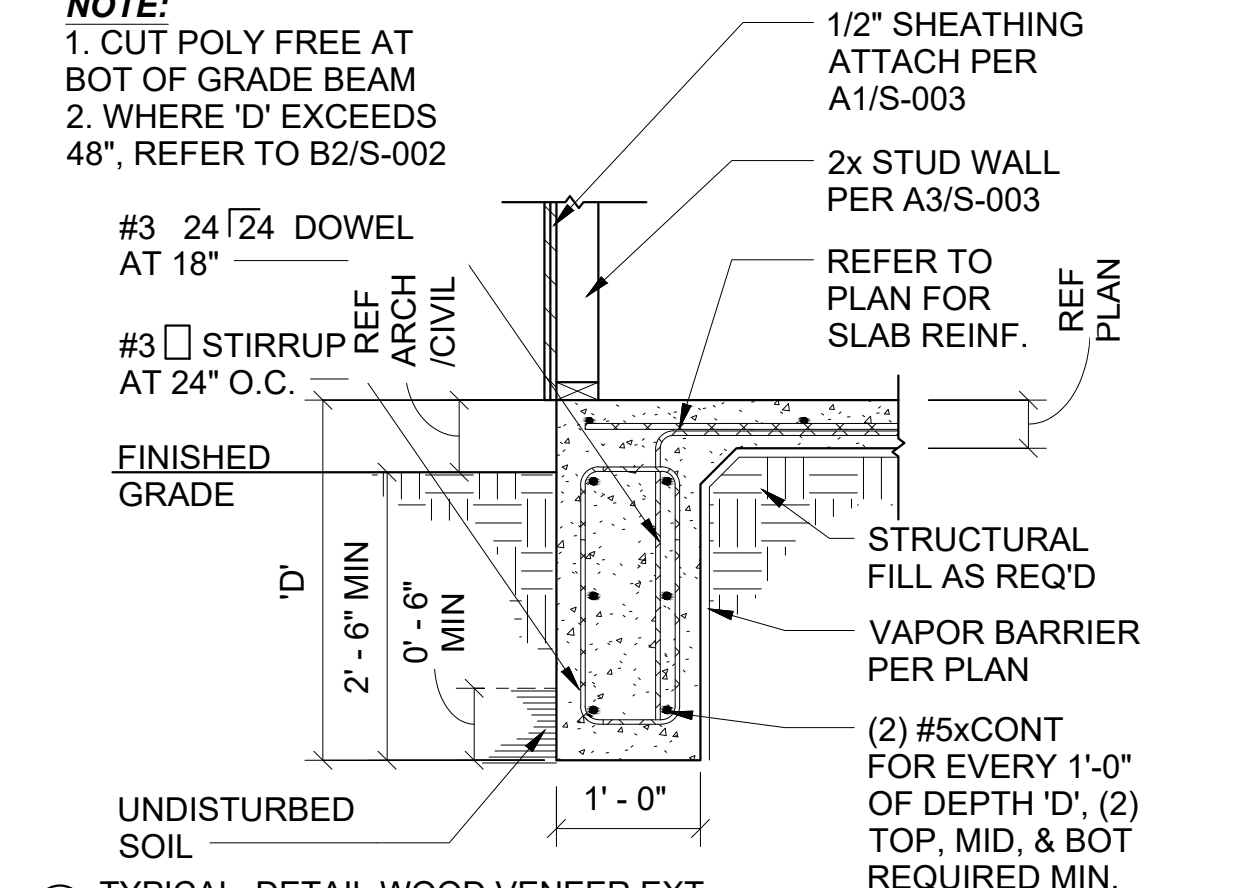 NOTE:
1. CUT POLY FREE AT
BOT OF GRADE BEAM
2. WHERE 'D' EXCEEDS
48", REFER TO B2/S-002
#3 24 24 DOWEL
AT 18"
#3 STIRRUP
AT 24" O.C.
REF
ARCH
/CIVIL
FINISHED
GRADE
'D'
2' - 6" MIN
0' - 6"
MIN
UNDISTURBED
SOIL
1' - 0"
1/2" SHEATHING
ATTACH PER
A1/S-003
2x STUD WALL
PER A3/S-003
REFER TO
PLAN FOR
SLAB REINF.
REF
PLAN
STRUCTURAL
FILL AS REQ'D
VAPOR BARRIER
PER PLAN
(2) #5xCONT
FOR EVERY 1'-0"
OF DEPTH 'D', (2)
TOP, MID, & BOT
REQUIRED MIN.
TYPICAL DETAIL WOOD VENEER EXT